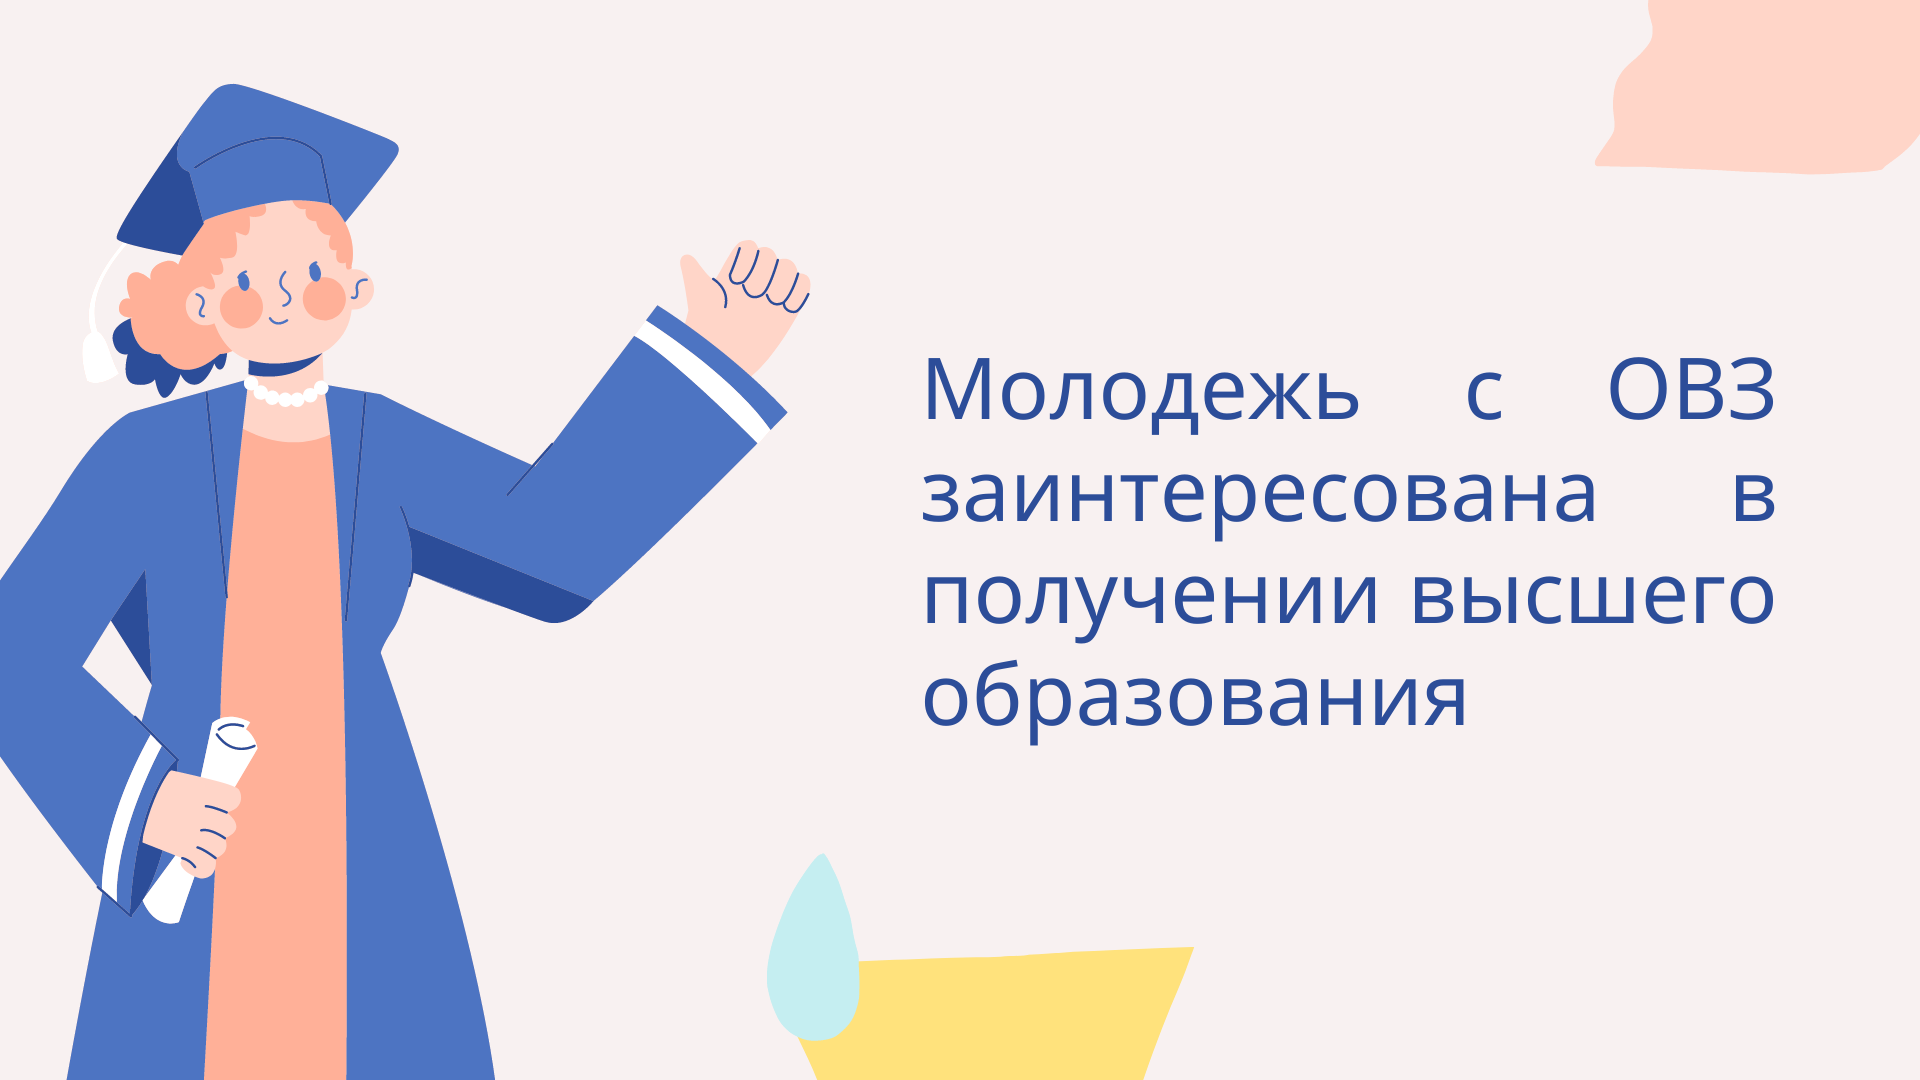 Молодежь с ОВЗ
заинтересована в
получении высшего
образования